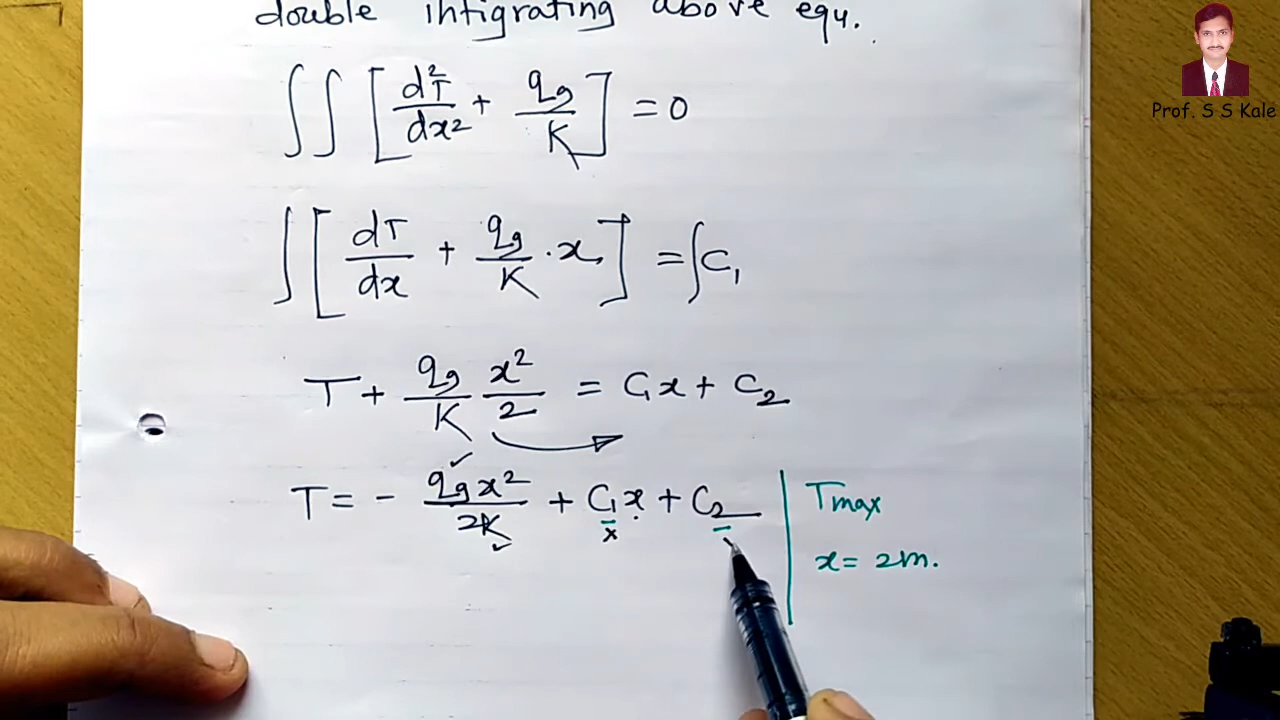 double intigrating above equ.
∫∫ [d²T/dx² + qg/K] = 0
∫ [dT/dx + qg/K · x] = ∫C₁
T + qg/K x²/2 = C₁x + C₂
T = - qgx²/2K + C₁x + C₂
x
Tmax
x = 2m.
Prof. S S Kale